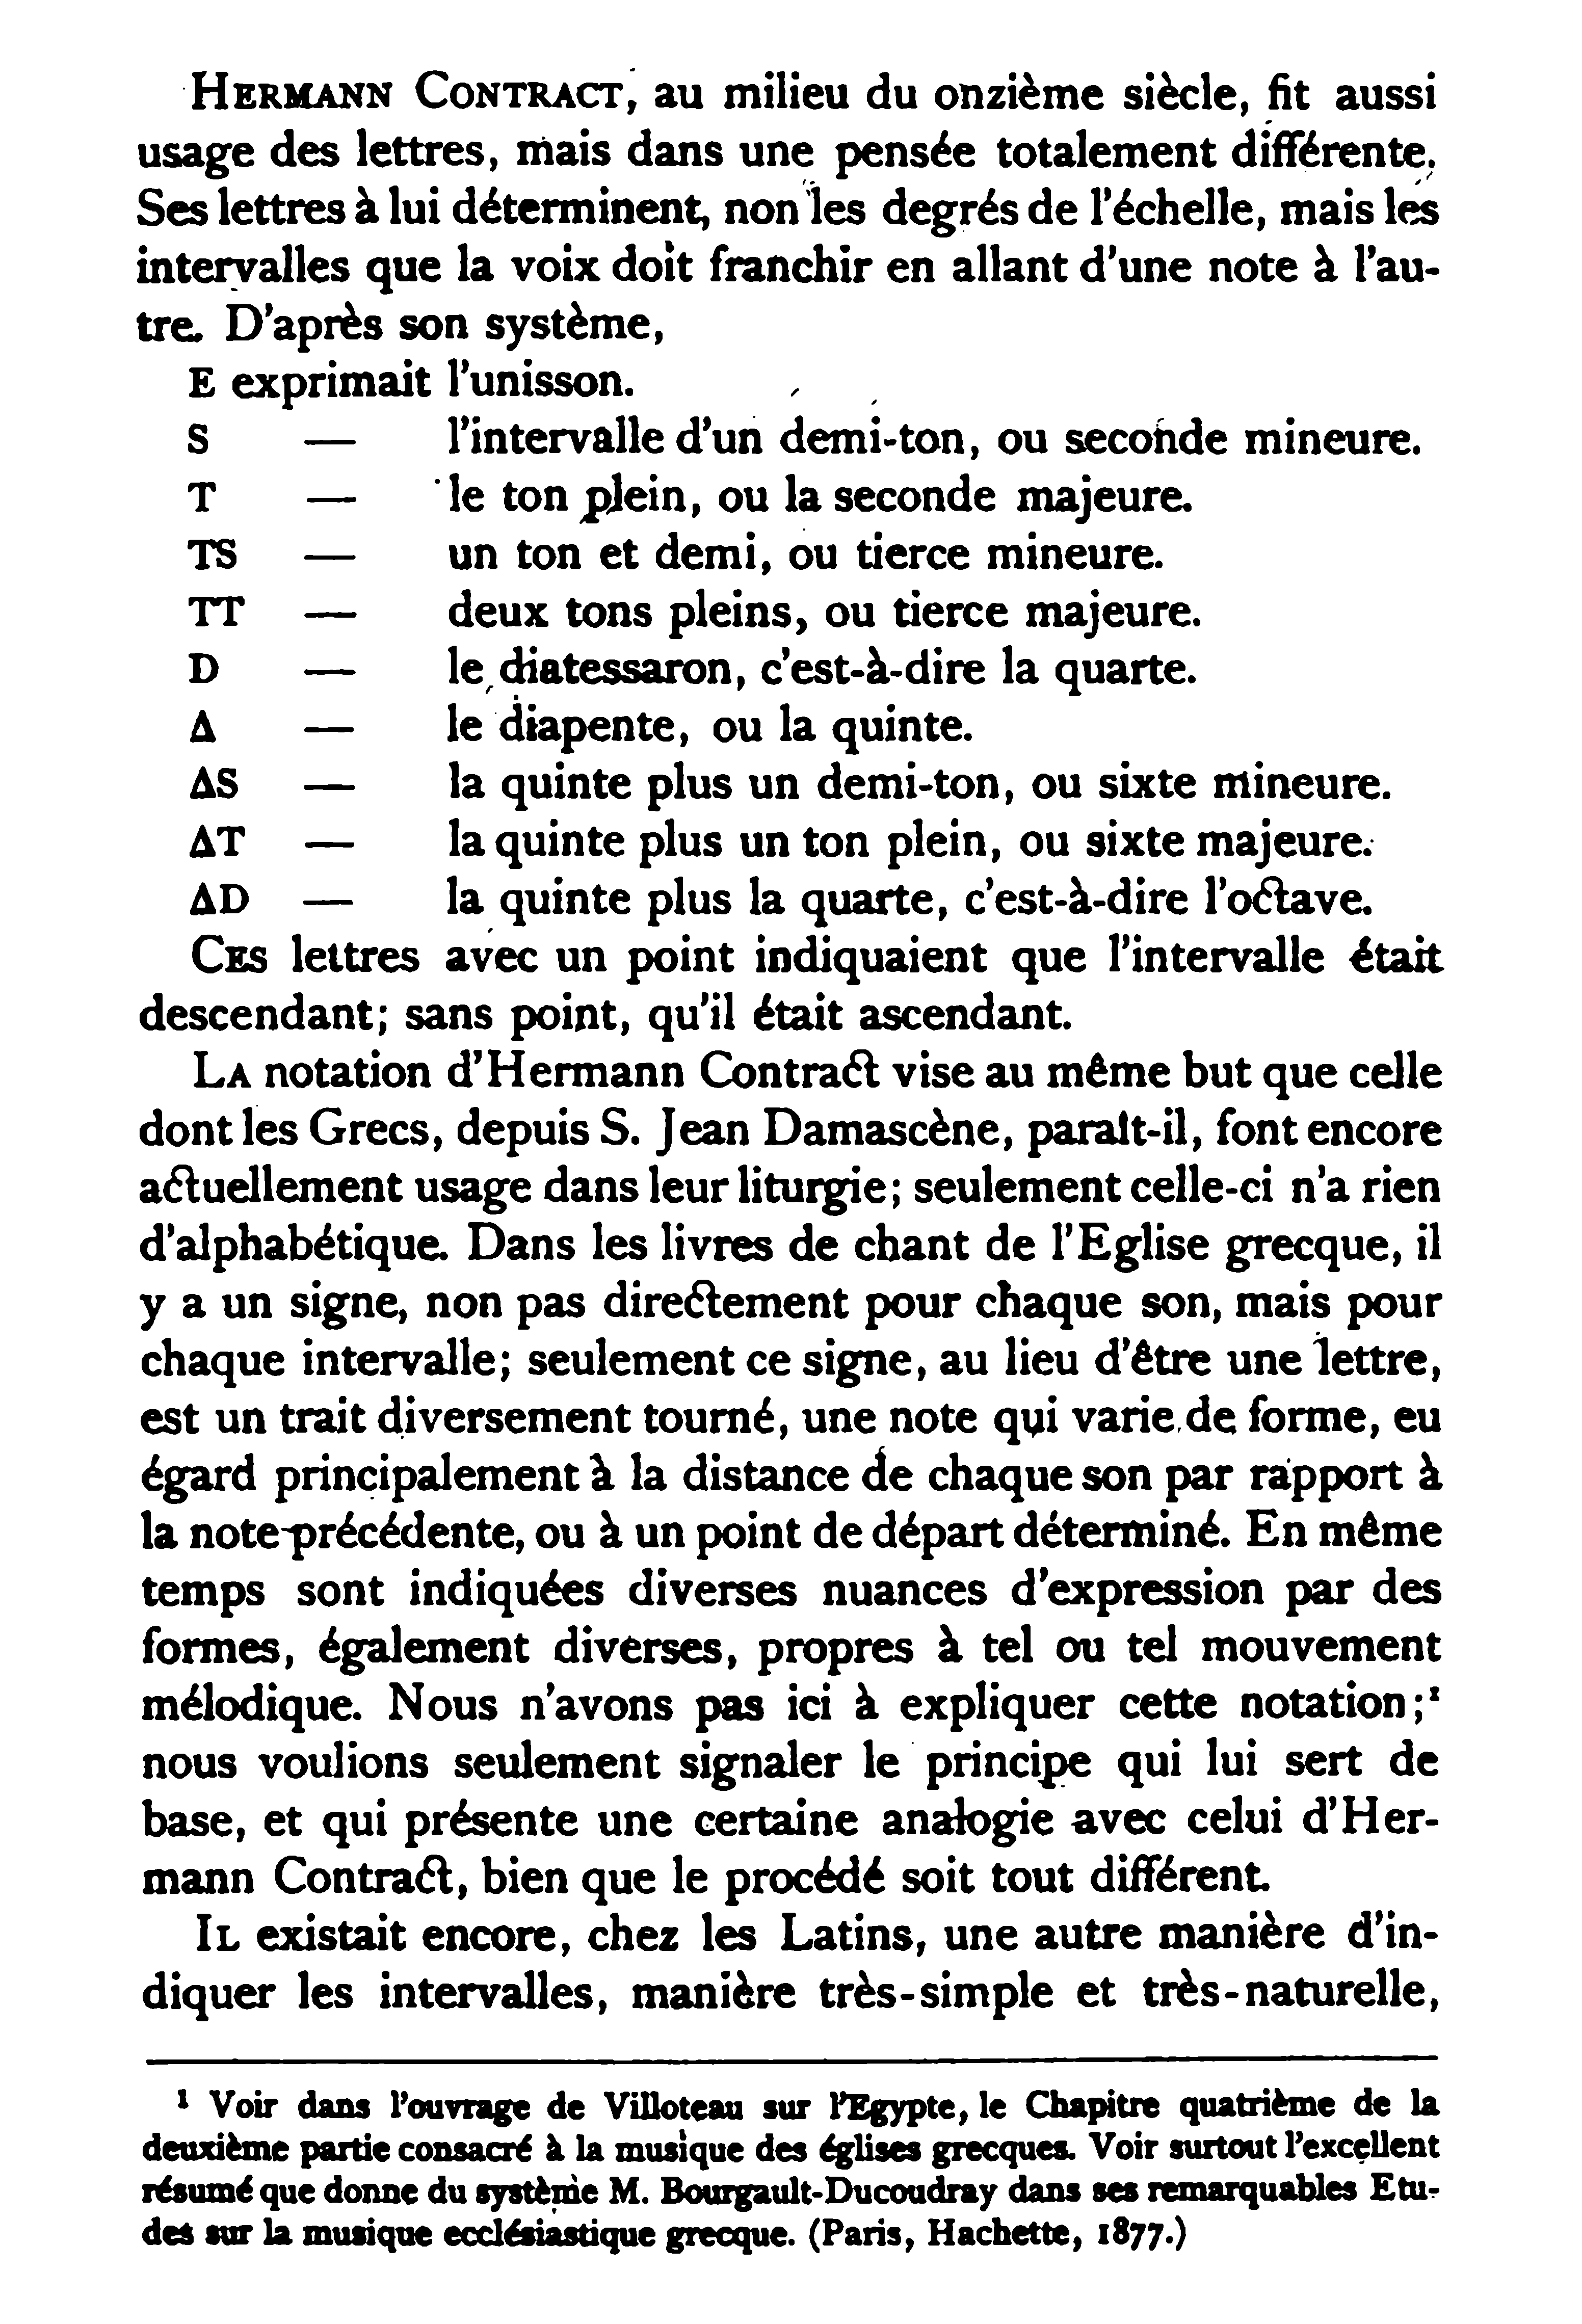 HERMANN CONTRACT, au milieu du onzième siècle, fit aussi
usage des lettres, mais dans une pensée totalement différente.
Ses lettres à lui déterminent, non les degrés de l'échelle, mais les
intervalles que la voix doit franchir en allant d'une note à l'au-
tre. D'après son système,
E exprimait l'unisson.
S — l'intervalle d'un demi-ton, ou seconde mineure.
T — le ton plein, ou la seconde majeure.
TS — un ton et demi, ou tierce mineure.
TT — deux tons pleins, ou tierce majeure.
D — le diatessaron, c'est-à-dire la quarte.
Δ — le diapente, ou la quinte.
ΔS — la quinte plus un demi-ton, ou sixte mineure.
ΔT — la quinte plus un ton plein, ou sixte majeure.
ΔD — la quinte plus la quarte, c'est-à-dire l'octave.
CES lettres avec un point indiquaient que l'intervalle était
descendant; sans point, qu'il était ascendant.
LA notation d'Hermann Contract vise au même but que celle
dont les Grecs, depuis S. Jean Damascène, paraît-il, font encore
actuellement usage dans leur liturgie; seulement celle-ci n'a rien
d'alphabétique. Dans les livres de chant de l'Eglise grecque, il
y a un signe, non pas directement pour chaque son, mais pour
chaque intervalle; seulement ce signe, au lieu d'être une lettre,
est un trait diversement tourné, une note qui varie de forme, eu
égard principalement à la distance de chaque son par rapport à
la note précédente, ou à un point de départ déterminé. En même
temps sont indiquées diverses nuances d'expression par des
formes, également diverses, propres à tel ou tel mouvement
mélodique. Nous n'avons pas ici à expliquer cette notation;¹
nous voulions seulement signaler le principe qui lui sert de
base, et qui présente une certaine analogie avec celui d'Her-
mann Contract, bien que le procédé soit tout différent.
IL existait encore, chez les Latins, une autre manière d'in-
diquer les intervalles, manière très-simple et très-naturelle,
¹ Voir dans l'ouvrage de Villoteau sur l'Egypte, le Chapitre quatrième de la
deuxième partie consacré à la musique des églises grecques. Voir surtout l'excellent
résumé que donne du système M. Bourgault-Ducoudray dans ses remarquables Etu-
des sur la musique ecclésiastique grecque. (Paris, Hachette, 1877.)